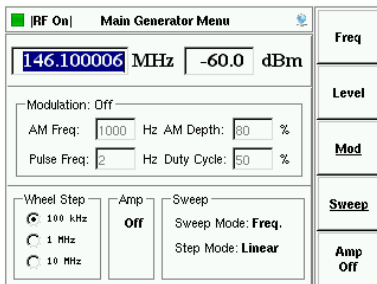 |RF On| Main Generator Menu
146.100006 MHz -60.0 dBm
Modulation: Off
AM Freq: 1000 Hz AM Depth: 80 %
Pulse Freq: 2 Hz Duty Cycle: 50 %
Wheel Step
100 kHz
1 MHz
10 MHz
Amp
Off
Sweep
Sweep Mode: Freq.
Step Mode: Linear
Freq
Level
Mod
Sweep
Amp
Off